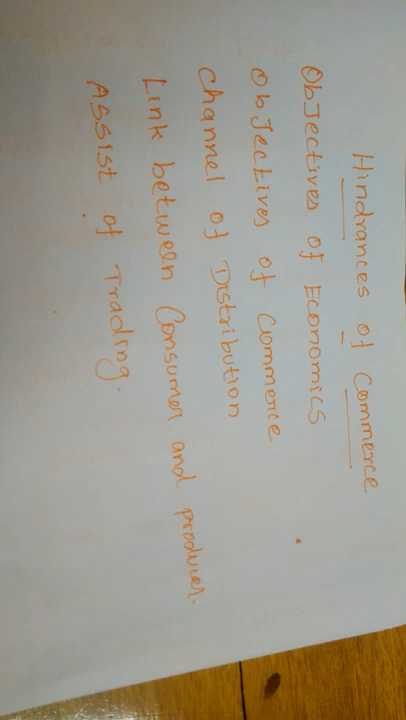 Hindrances of Commerce
Objectives of Economics
Objectives of Commerce
Channel of Distribution
Link between Consumer and producer.
Assist of Trading.